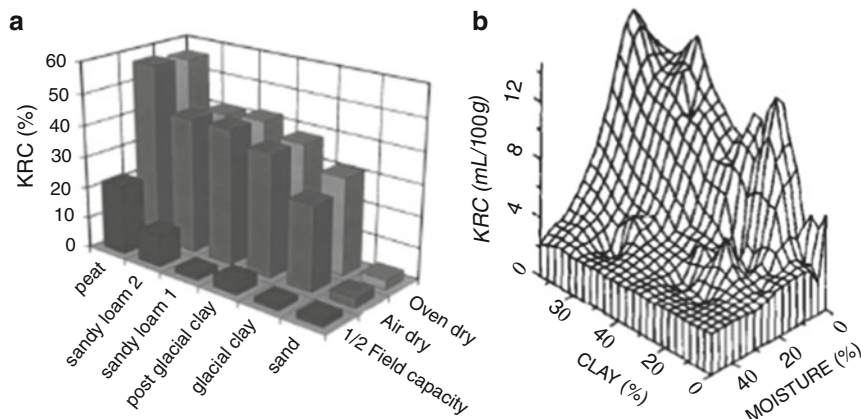 a
60
50
40
30
20
10
0
KRC (%)
peat
sandy loam 2
sandy loam 1
post glacial clay
glacial clay
sand
Oven dry
Air dry
1/2 Field capacity
b
12
8
4
0
KRC (mL/100g)
30
40
20
0
CLAY (%)
0
20
40
MOISTURE (%)